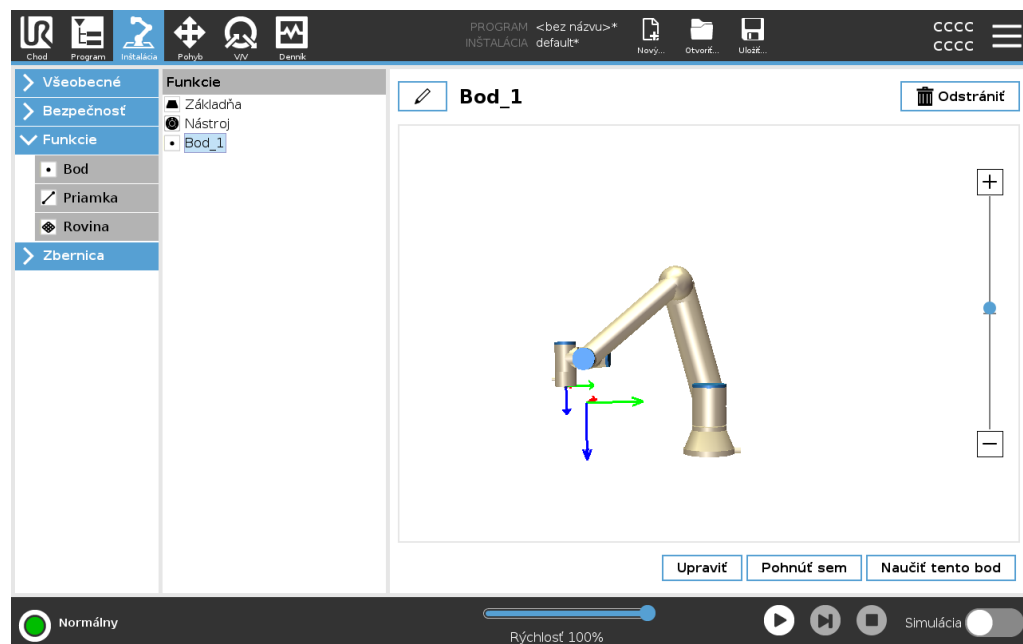 UR
Chod
Program
Inštalácia
Pohyb
V/V
Denník
PROGRAM <bez názvu>*
INŠTALÁCIA default*
Nový...
Otvoriť...
Uložiť...
CCCC
CCCC
Všeobecné
Bezpečnosť
Funkcie
Bod
Priamka
Rovina
Zbernica
Funkcie
Základňa
Nástroj
Bod_1
Bod_1
Odstrániť
Upraviť
Pohnúť sem
Naučiť tento bod
Normálny
Rýchlosť 100%
Simulácia